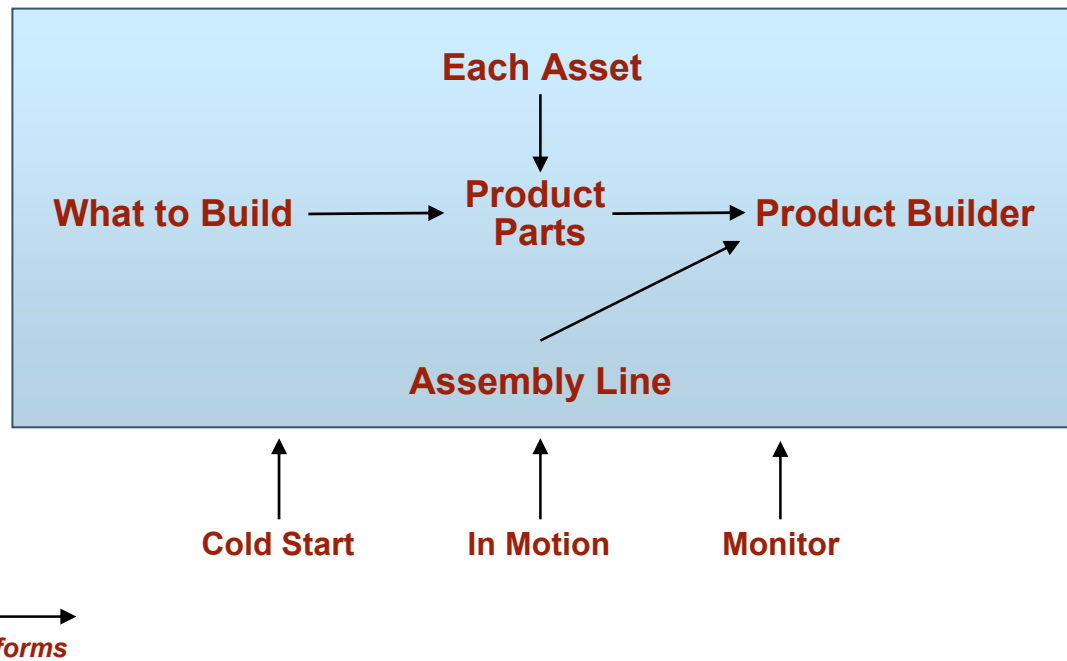 Each Asset
What to Build
Product
Parts
Product Builder
Assembly Line
Cold Start
In Motion
Monitor
forms